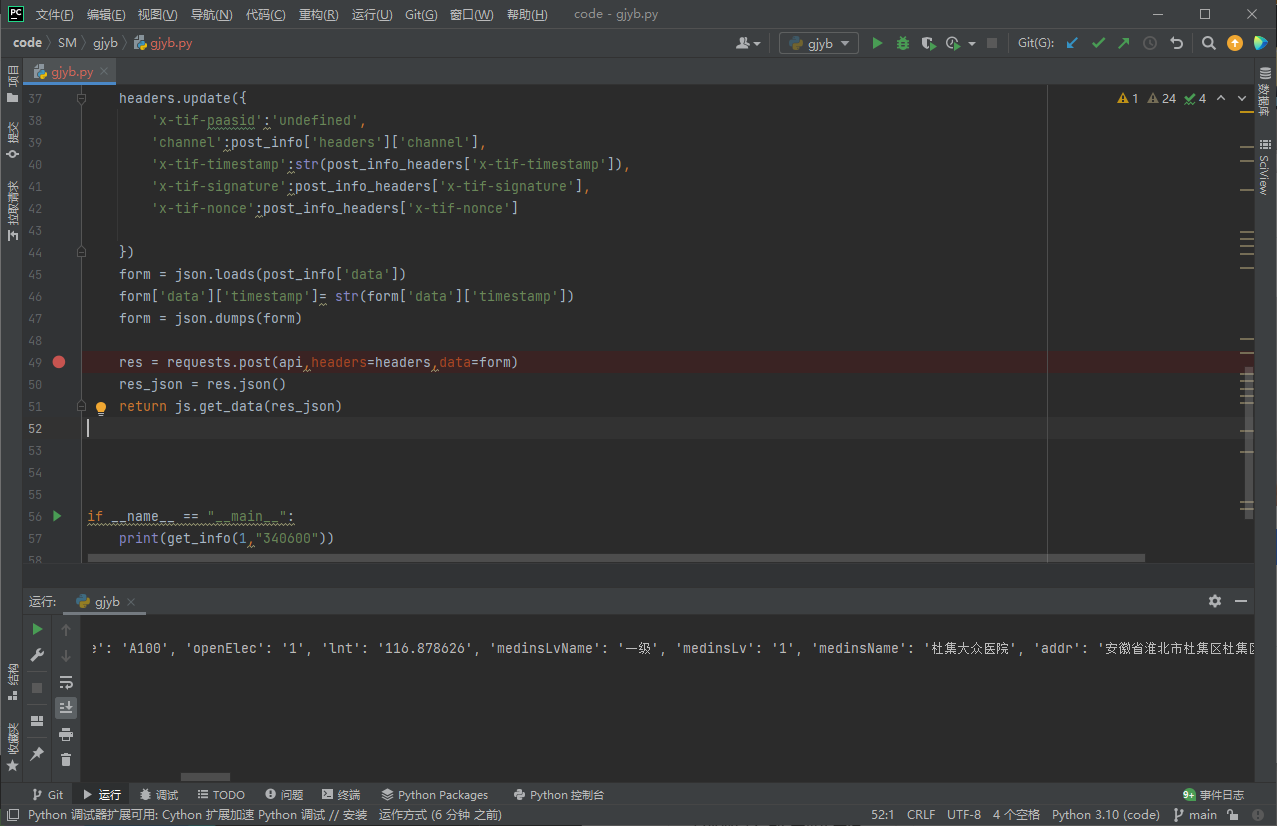 PC 文件(F) 编辑(E) 视图(V) 导航(N) 代码(C) 重构(R) 运行(U) Git(G) 窗口(W) 帮助(H) code - gjyb.py
code SM gjyb gjyb.py gjyb Git(G):
项目 gjyb.py 数据库
37 headers.update({ 1 24 4
38 'x-tif-paasid':'undefined',
提交
39 'channel':post_info['headers']['channel'],
40 'x-tif-timestamp':str(post_info_headers['x-tif-timestamp']),
SciView
41 'x-tif-signature':post_info_headers['x-tif-signature'],
拉取请求
42 'x-tif-nonce':post_info_headers['x-tif-nonce']
43
44 })
45 form = json.loads(post_info['data'])
46 form['data']['timestamp']= str(form['data']['timestamp'])
47 form = json.dumps(form)
48
49 res = requests.post(api,headers=headers,data=form)
50 res_json = res.json()
51 return js.get_data(res_json)
52
53
54
55
56 if __name__ == "__main__":
57 print(get_info(1,"340600"))
58
运行: gjyb
e': 'A100', 'openElec': '1', 'lnt': '116.878626', 'medinsLvName': '一级', 'medinsLv': '1', 'medinsName': '杜集大众医院', 'addr': '安徽省淮北市杜集区杜集区
结构
收藏夹
Git 运行 调试 TODO 问题 终端 Python Packages Python 控制台 9+ 事件日志
Python 调试器扩展可用: Cython 扩展加速 Python 调试 // 安装 运作方式 (6 分钟 之前) 52:1 CRLF UTF-8 4 个空格 Python 3.10 (code) main